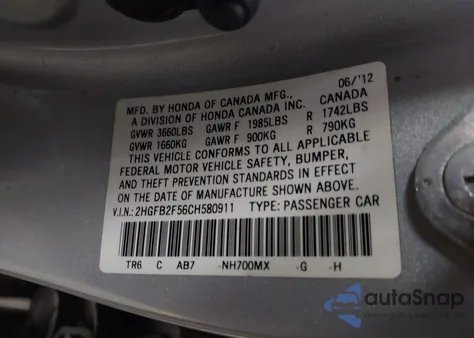 06/'12
MFD. BY HONDA OF CANADA MFG., CANADA
A DIVISION OF HONDA CANADA INC.
GVWR 3660LBS GAWR F 1985LBS R 1742LBS
GVWR 1660KG GAWR F 900KG R 790KG
THIS VEHICLE CONFORMS TO ALL APPLICABLE
FEDERAL MOTOR VEHICLE SAFETY, BUMPER,
AND THEFT PREVENTION STANDARDS IN EFFECT
ON THE DATE OF MANUFACTURE SHOWN ABOVE.
V.I.N.: 2HGFB2F56CH580911 TYPE: PASSENGER CAR
TR6 C AB7 -NH700MX -G -H
autoSnap